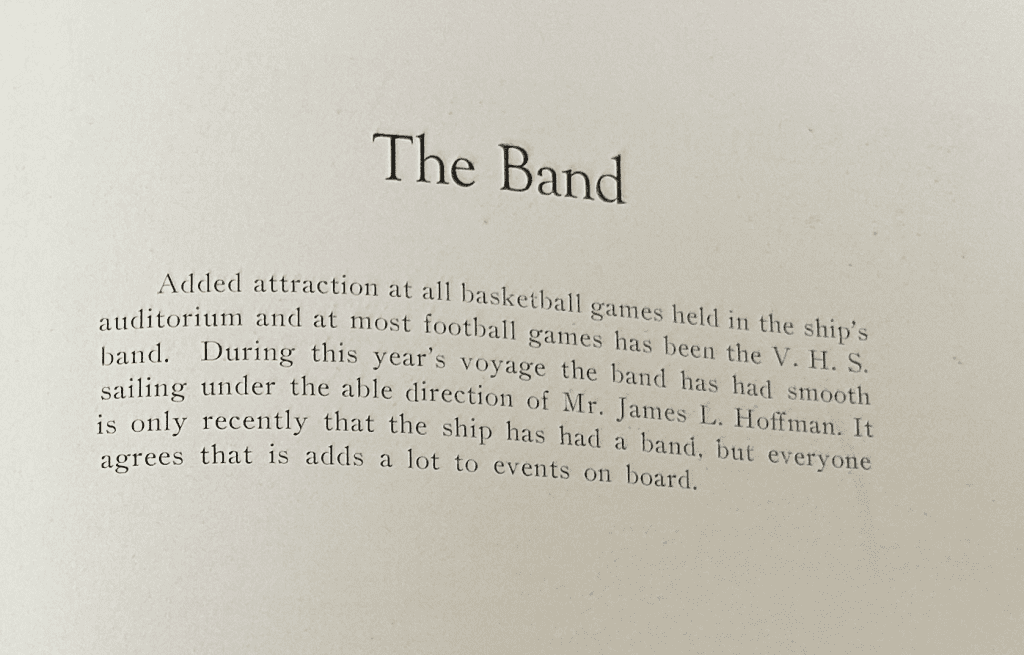 The Band
Added attraction at all basketball games held in the ship's
auditorium and at most football games has been the V. H. S.
band. During this year's voyage the band has had smooth
sailing under the able direction of Mr. James L. Hoffman. It
is only recently that the ship has had a band, but everyone
agrees that is adds a lot to events on board.